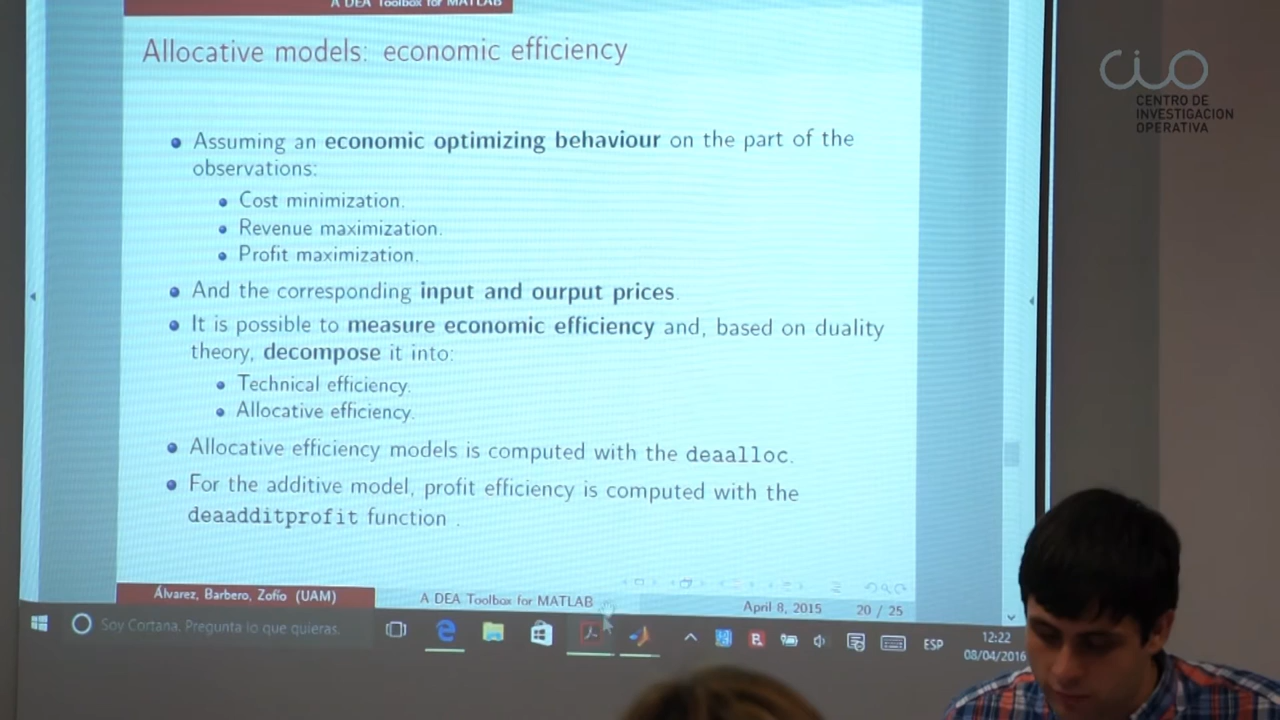 A DEA Toolbox for MATLAB
Allocative models: economic efficiency
CIO
CENTRO DE
INVESTIGACION
OPERATIVA
Assuming an economic optimizing behaviour on the part of the
observations:
Cost minimization.
Revenue maximization.
Profit maximization.
And the corresponding input and ourput prices.
It is possible to measure economic efficiency and, based on duality
theory, decompose it into:
Technical efficiency.
Allocative efficiency.
Allocative efficiency models is computed with the deaalloc.
For the additive model, profit efficiency is computed with the
deaadditprofit function .
Álvarez, Barbero, Zofío (UAM)
A DEA Toolbox for MATLAB
April 8, 2015
20 / 25
Soy Cortana. Pregunta lo que quieras.
ESP
12:22
08/04/2016